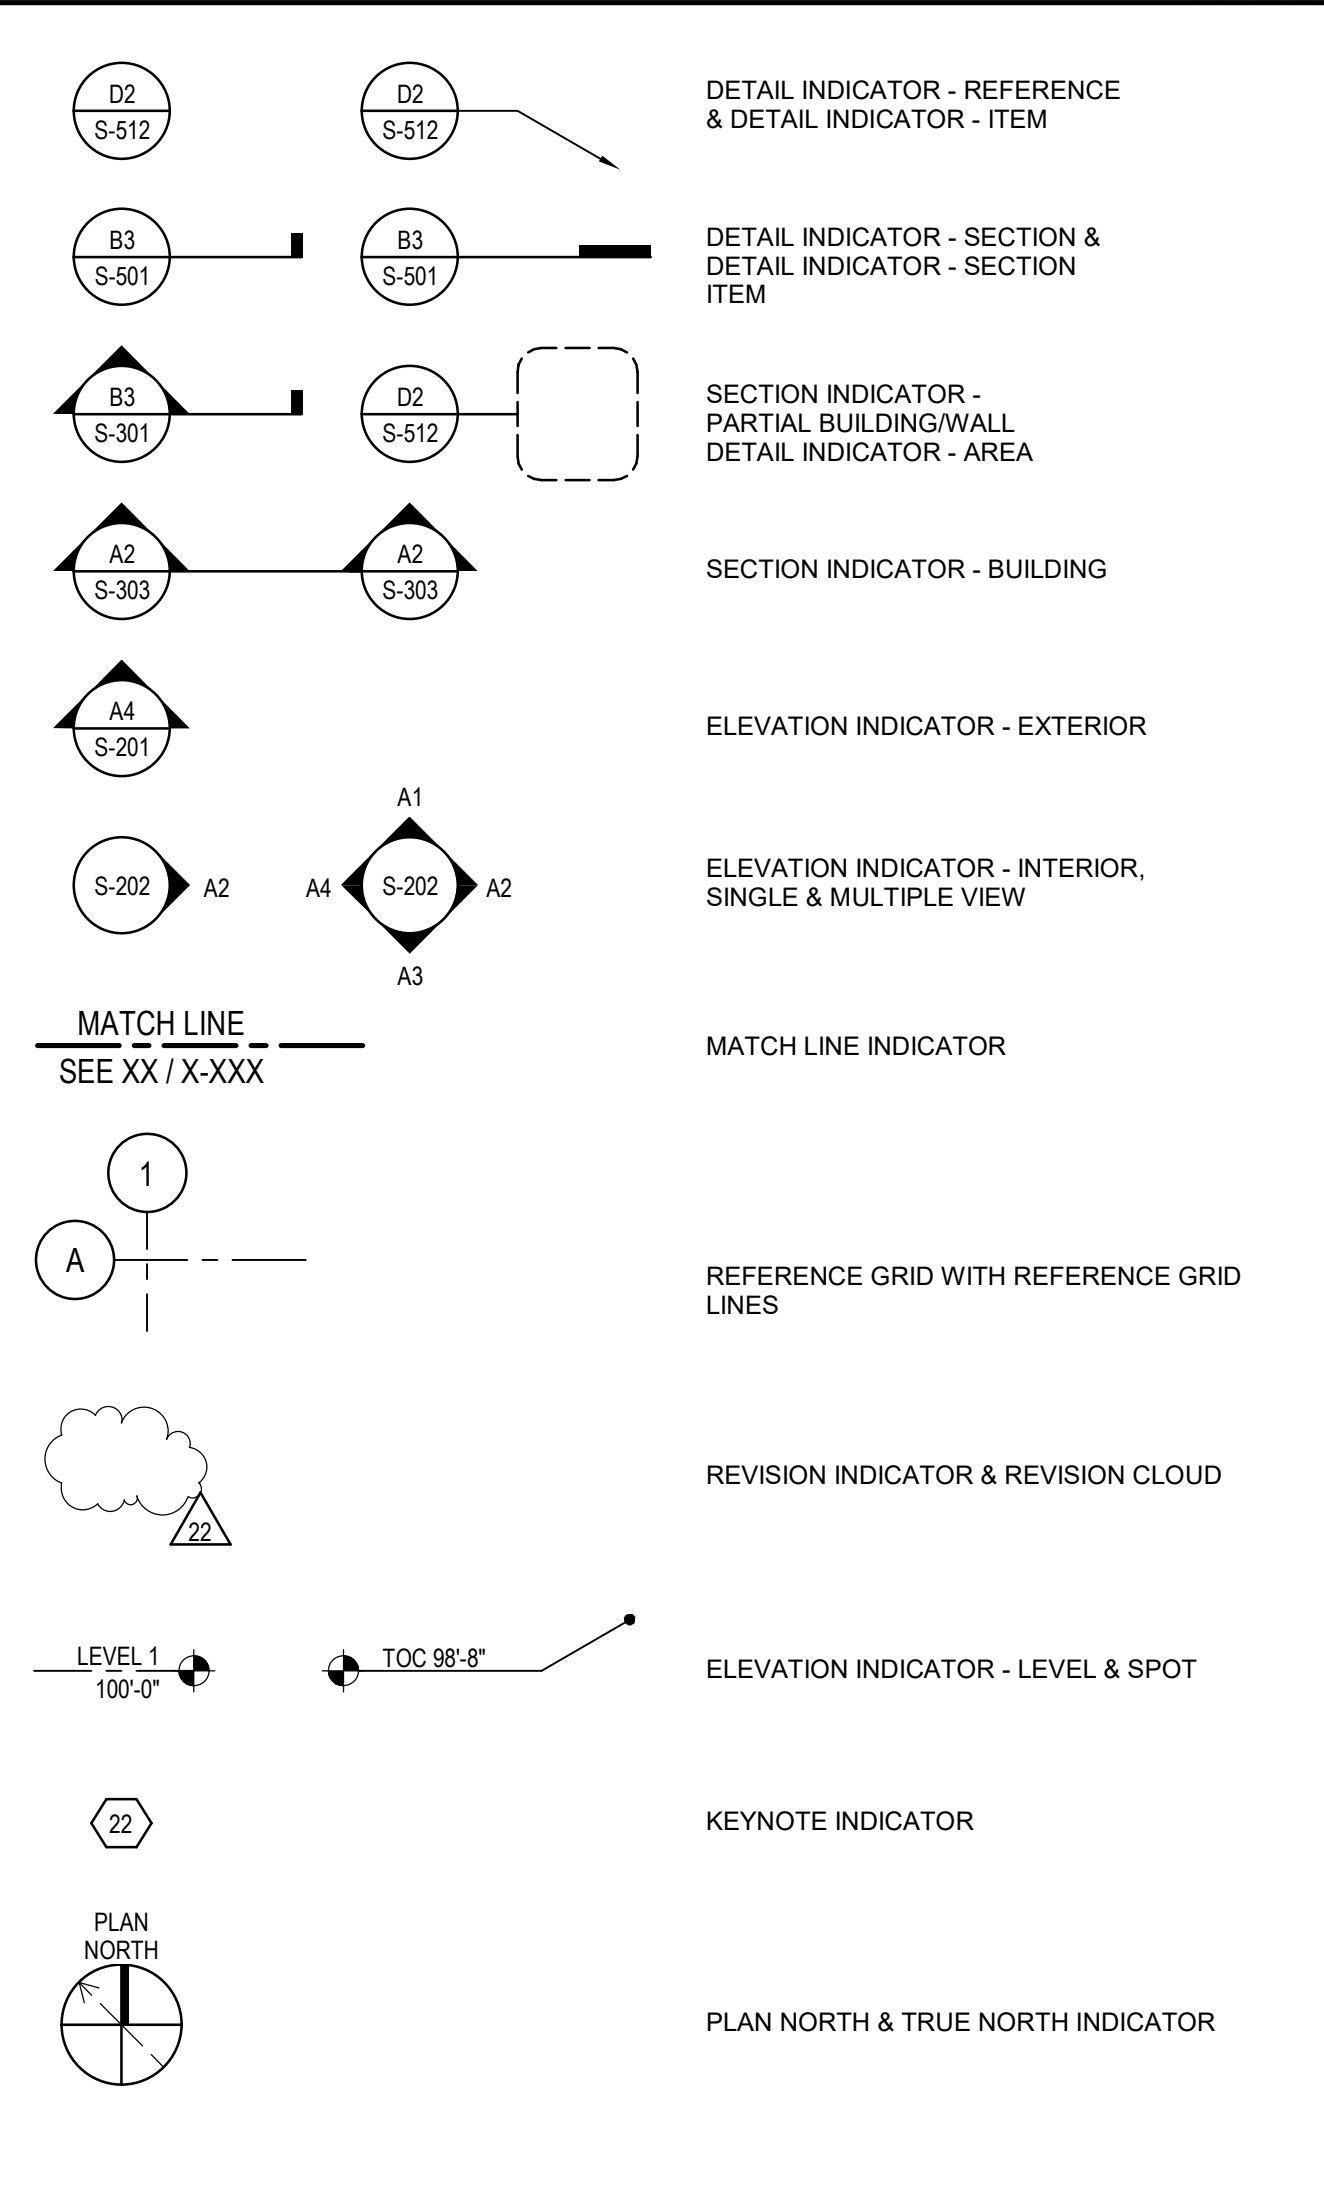 D2
S-512
D2
S-512
DETAIL INDICATOR - REFERENCE
& DETAIL INDICATOR - ITEM
B3
S-501
B3
S-501
DETAIL INDICATOR - SECTION &
DETAIL INDICATOR - SECTION
ITEM
B3
S-301
D2
S-512
SECTION INDICATOR -
PARTIAL BUILDING/WALL
DETAIL INDICATOR - AREA
A2
S-303
A2
S-303
SECTION INDICATOR - BUILDING
A4
S-201
ELEVATION INDICATOR - EXTERIOR
S-202
A2
A1
A4
S-202
A2
A3
ELEVATION INDICATOR - INTERIOR,
SINGLE & MULTIPLE VIEW
MATCH LINE
SEE XX / X-XXX
MATCH LINE INDICATOR
1
A
REFERENCE GRID WITH REFERENCE GRID
LINES
22
REVISION INDICATOR & REVISION CLOUD
LEVEL 1
100'-0"
TOC 98'-8"
ELEVATION INDICATOR - LEVEL & SPOT
22
KEYNOTE INDICATOR
PLAN
NORTH
PLAN NORTH & TRUE NORTH INDICATOR